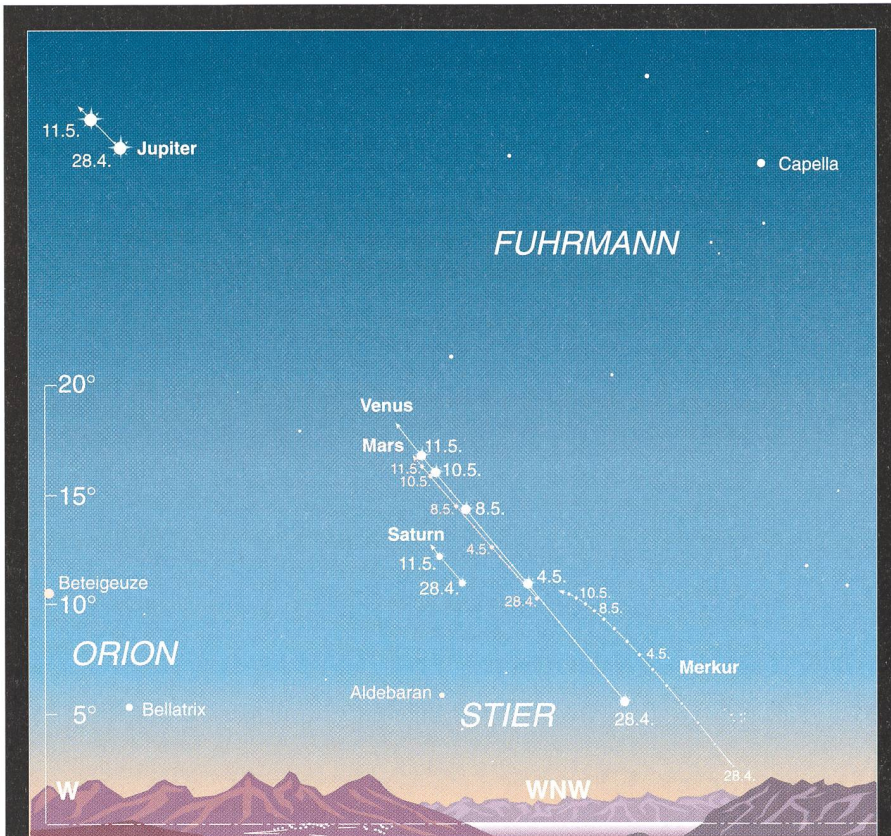 11.5.
28.4.
Jupiter
Capella
FUHRMANN
20°
Venus
Mars
11.5.
11.5.
10.5.
10.5.
15°
8.5.
8.5.
Saturn
4.5.
11.5.
28.4.
4.5.
10.5.
28.4.
8.5.
Beteigeuze
10°
ORION
4.5.
Merkur
Aldebaran
STIER
28.4.
5°
Bellatrix
28.4.
W
WNW